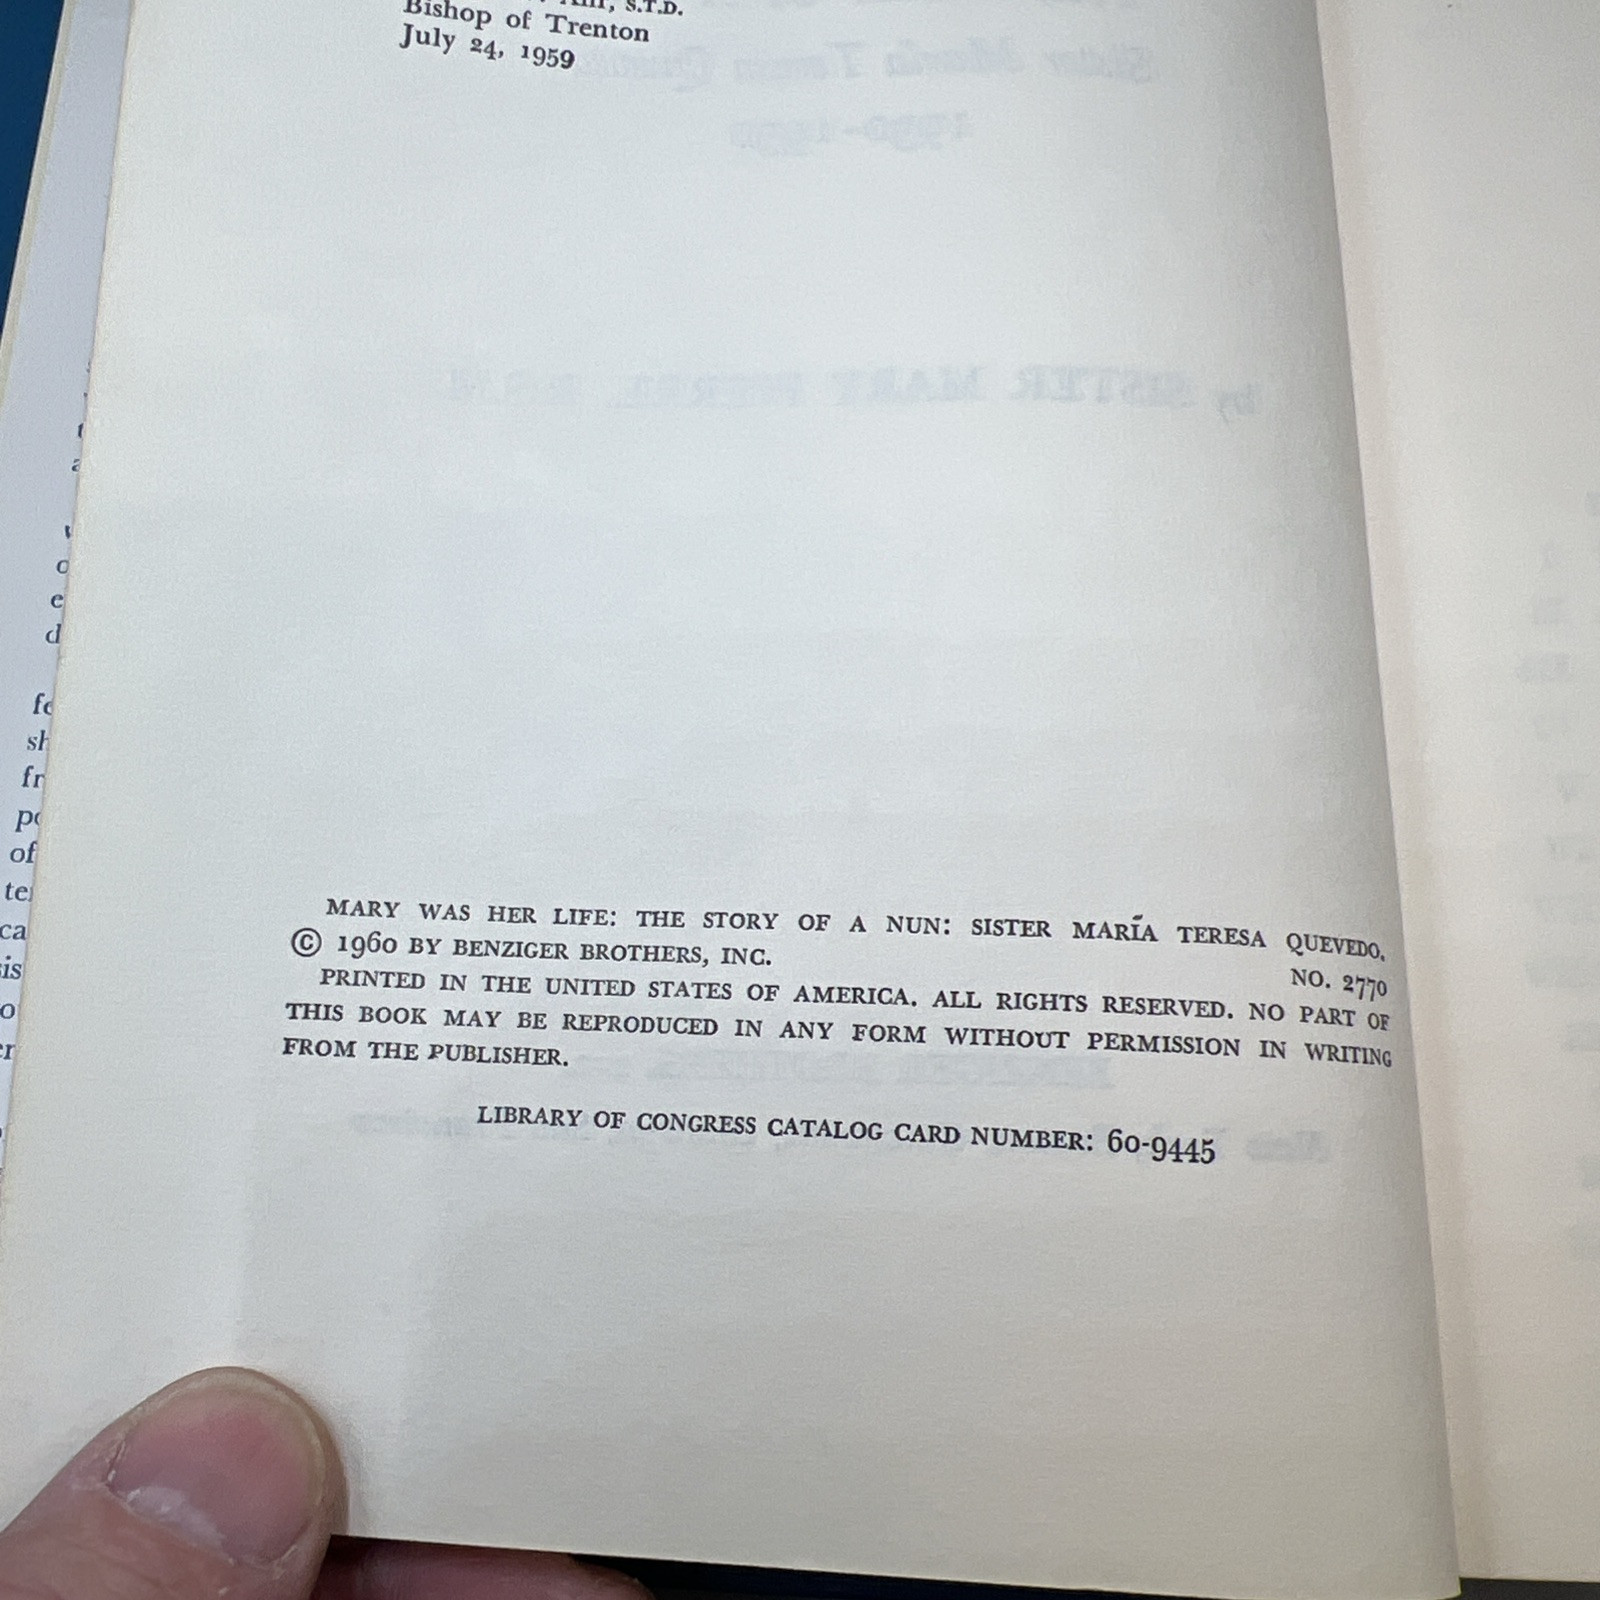 S.T.D.
Bishop of Trenton
July 24, 1959
MARY WAS HER LIFE: THE STORY OF A NUN: SISTER MARÍA TERESA QUEVEDO,
© 1960 BY BENZIGER BROTHERS, INC. NO. 2770
PRINTED IN THE UNITED STATES OF AMERICA. ALL RIGHTS RESERVED. NO PART OF
THIS BOOK MAY BE REPRODUCED IN ANY FORM WITHOUT PERMISSION IN WRITING
FROM THE PUBLISHER.
LIBRARY OF CONGRESS CATALOG CARD NUMBER: 60-9445